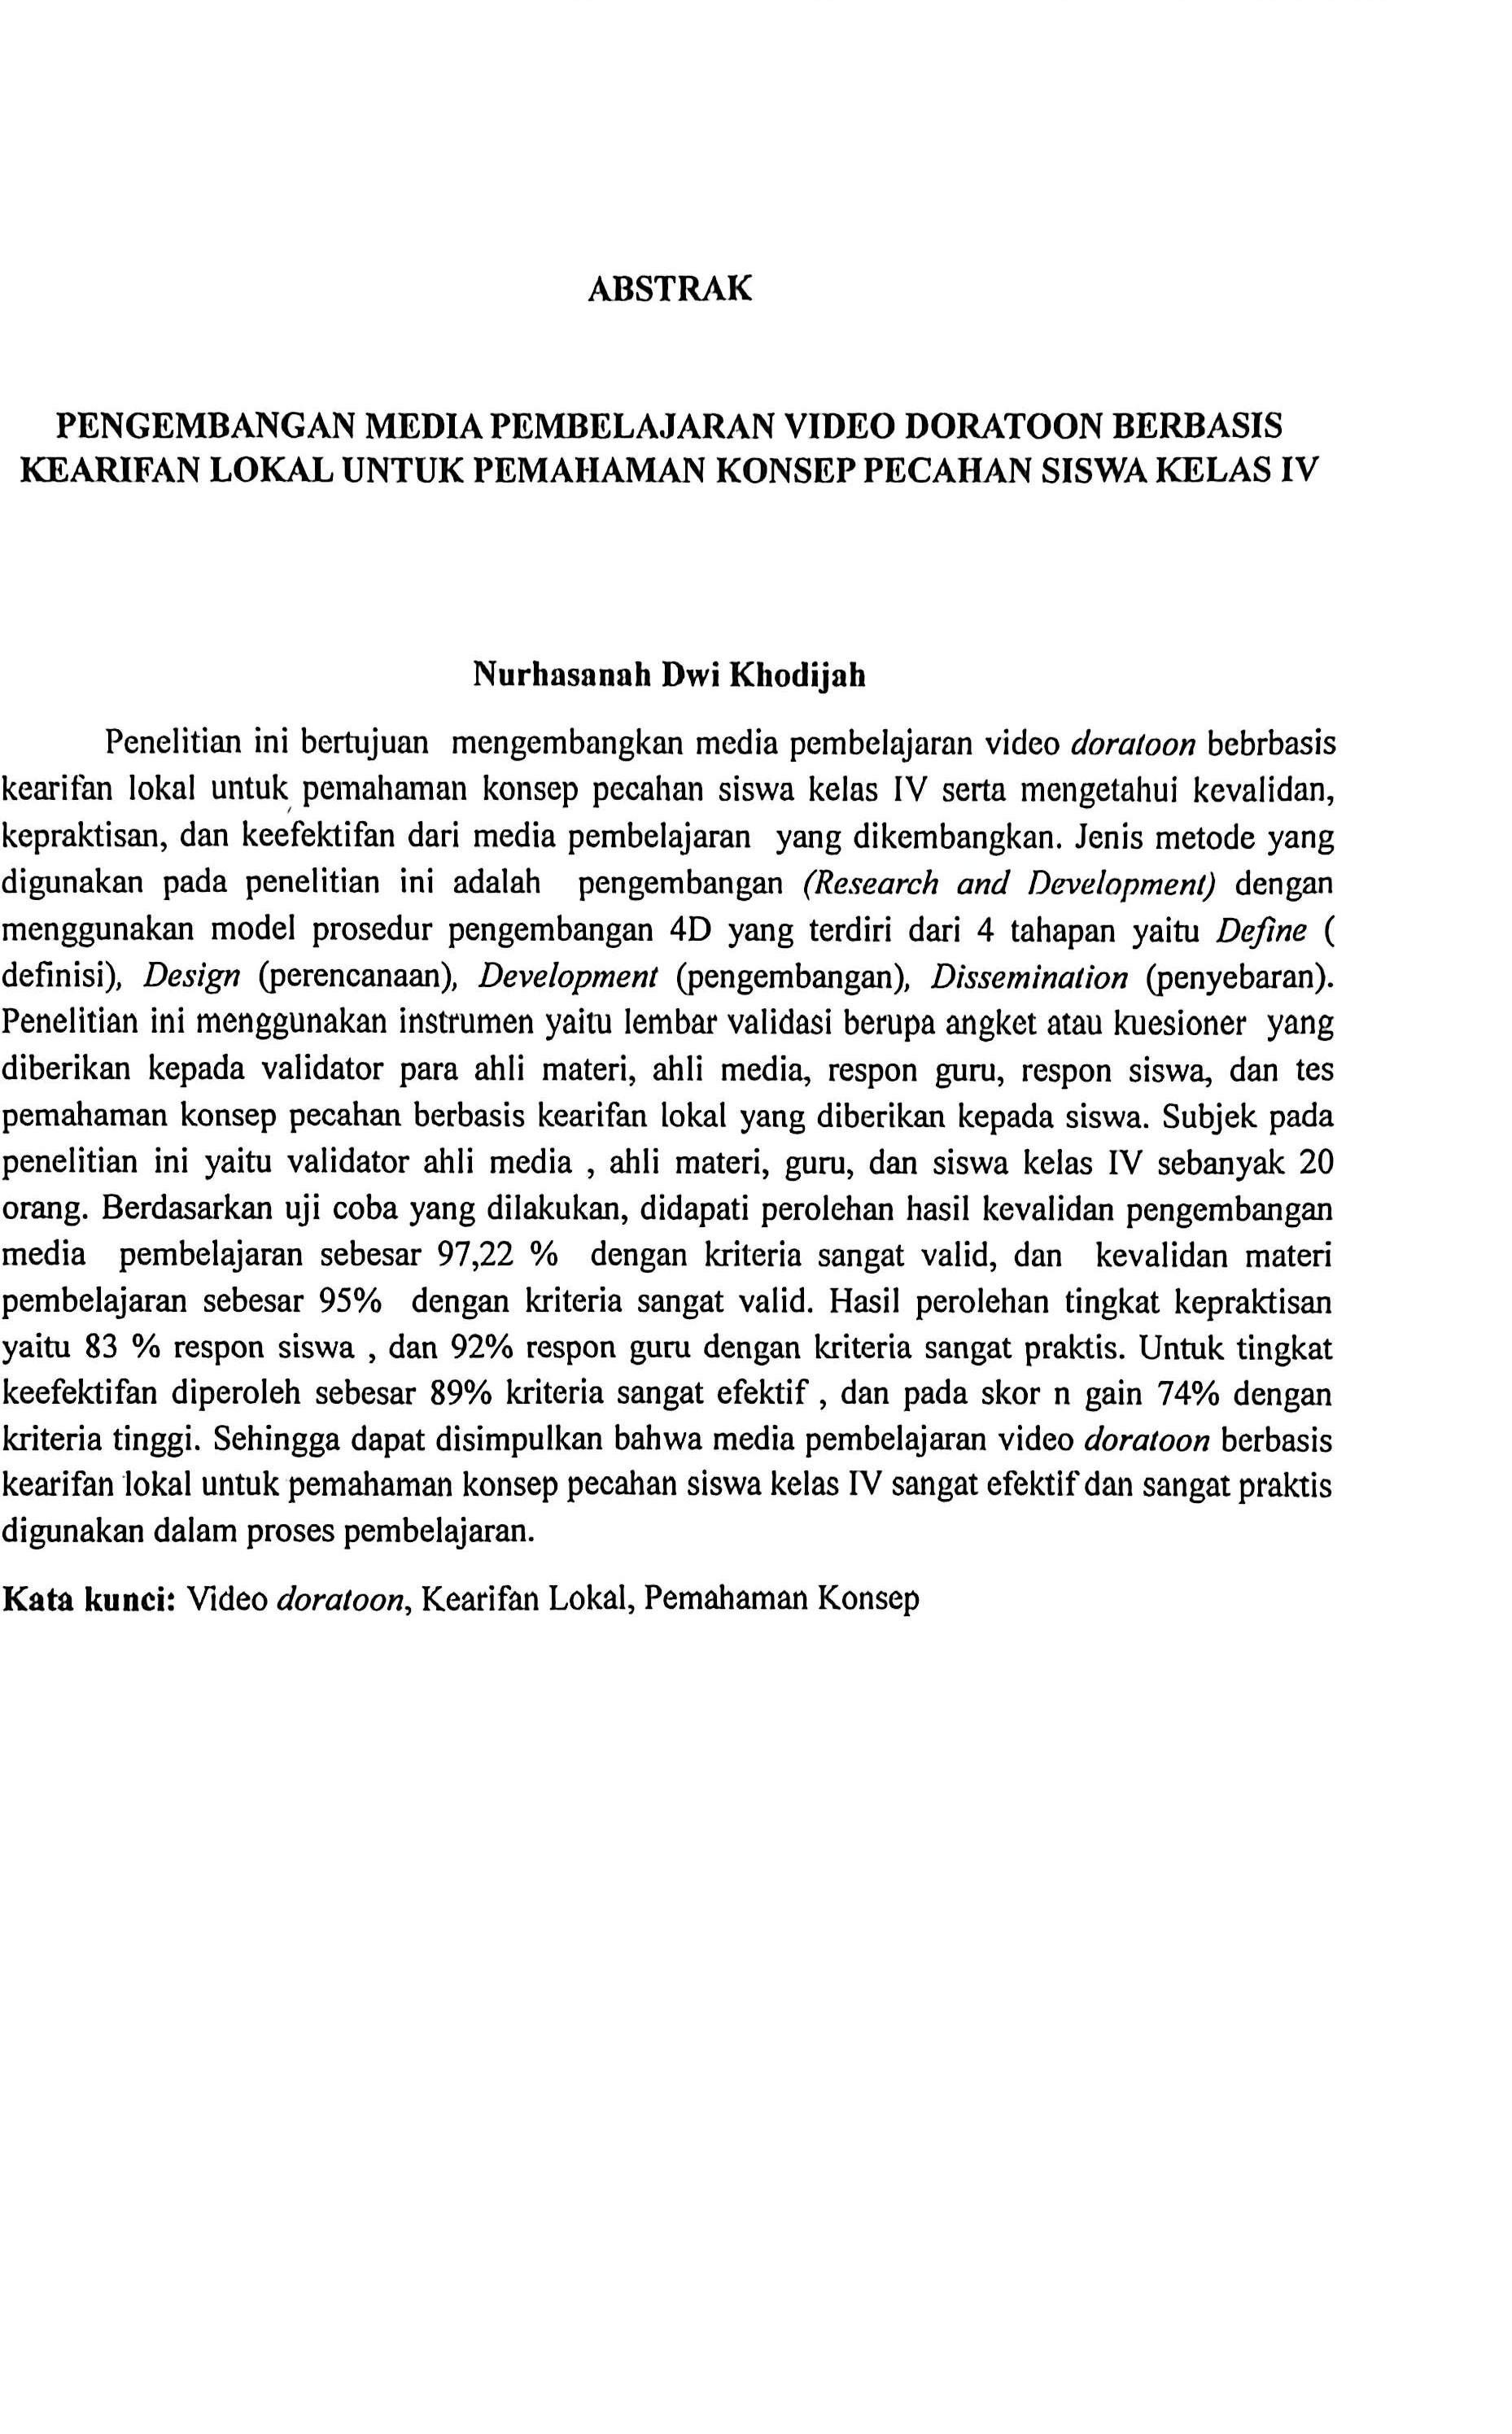 ABSTRAK
PENGEMBANGAN MEDIA PEMBELAJARAN VIDEO DORATOON BERBASIS
KEARIFAN LOKAL UNTUK PEMAHAMAN KONSEP PECAHAN SISWA KELAS IV
Nurhasanah Dwi Khodijah
Penelitian ini bertujuan mengembangkan media pembelajaran video doratoon bebrbasis
kearifan lokal untuk pemahaman konsep pecahan siswa kelas IV serta mengetahui kevalidan,
kepraktisan, dan keefektifan dari media pembelajaran yang dikembangkan. Jenis metode yang
digunakan pada penelitian ini adalah pengembangan (Research and Development) dengan
menggunakan model prosedur pengembangan 4D yang terdiri dari 4 tahapan yaitu Define (
definisi), Design (perencanaan), Development (pengembangan), Dissemination (penyebaran).
Penelitian ini menggunakan instrumen yaitu lembar validasi berupa angket atau kuesioner yang
diberikan kepada validator para ahli materi, ahli media, respon guru, respon siswa, dan tes
pemahaman konsep pecahan berbasis kearifan lokal yang diberikan kepada siswa. Subjek pada
penelitian ini yaitu validator ahli media , ahli materi, guru, dan siswa kelas IV sebanyak 20
orang. Berdasarkan uji coba yang dilakukan, didapati perolehan hasil kevalidan pengembangan
media pembelajaran sebesar 97,22 % dengan kriteria sangat valid, dan kevalidan materi
pembelajaran sebesar 95% dengan kriteria sangat valid. Hasil perolehan tingkat kepraktisan
yaitu 83 % respon siswa , dan 92% respon guru dengan kriteria sangat praktis. Untuk tingkat
keefektifan diperoleh sebesar 89% kriteria sangat efektif , dan pada skor n gain 74% dengan
kriteria tinggi. Sehingga dapat disimpulkan bahwa media pembelajaran video doratoon berbasis
kearifan lokal untuk pemahaman konsep pecahan siswa kelas IV sangat efektif dan sangat praktis
digunakan dalam proses pembelajaran.
Kata kunci: Video doratoon, Kearifan Lokal, Pemahaman Konsep